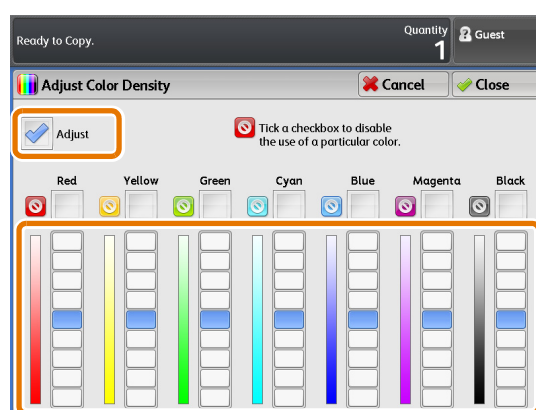 Ready to Copy.
Quantity
1
Guest
Adjust Color Density
Cancel
Close
Adjust
Tick a checkbox to disable
the use of a particular color.
Red Yellow Green Cyan Blue Magenta Black